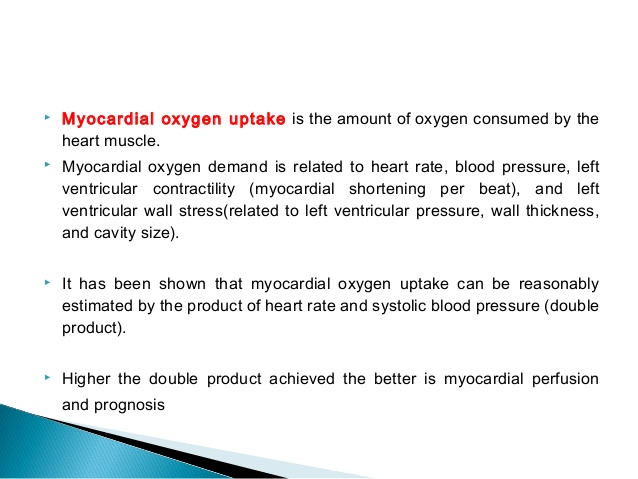 Myocardial oxygen uptake is the amount of oxygen consumed by the
heart muscle.
Myocardial oxygen demand is related to heart rate, blood pressure, left
ventricular contractility (myocardial shortening per beat), and left
ventricular wall stress(related to left ventricular pressure, wall thickness,
and cavity size).
It has been shown that myocardial oxygen uptake can be reasonably
estimated by the product of heart rate and systolic blood pressure (double
product).
Higher the double product achieved the better is myocardial perfusion
and prognosis